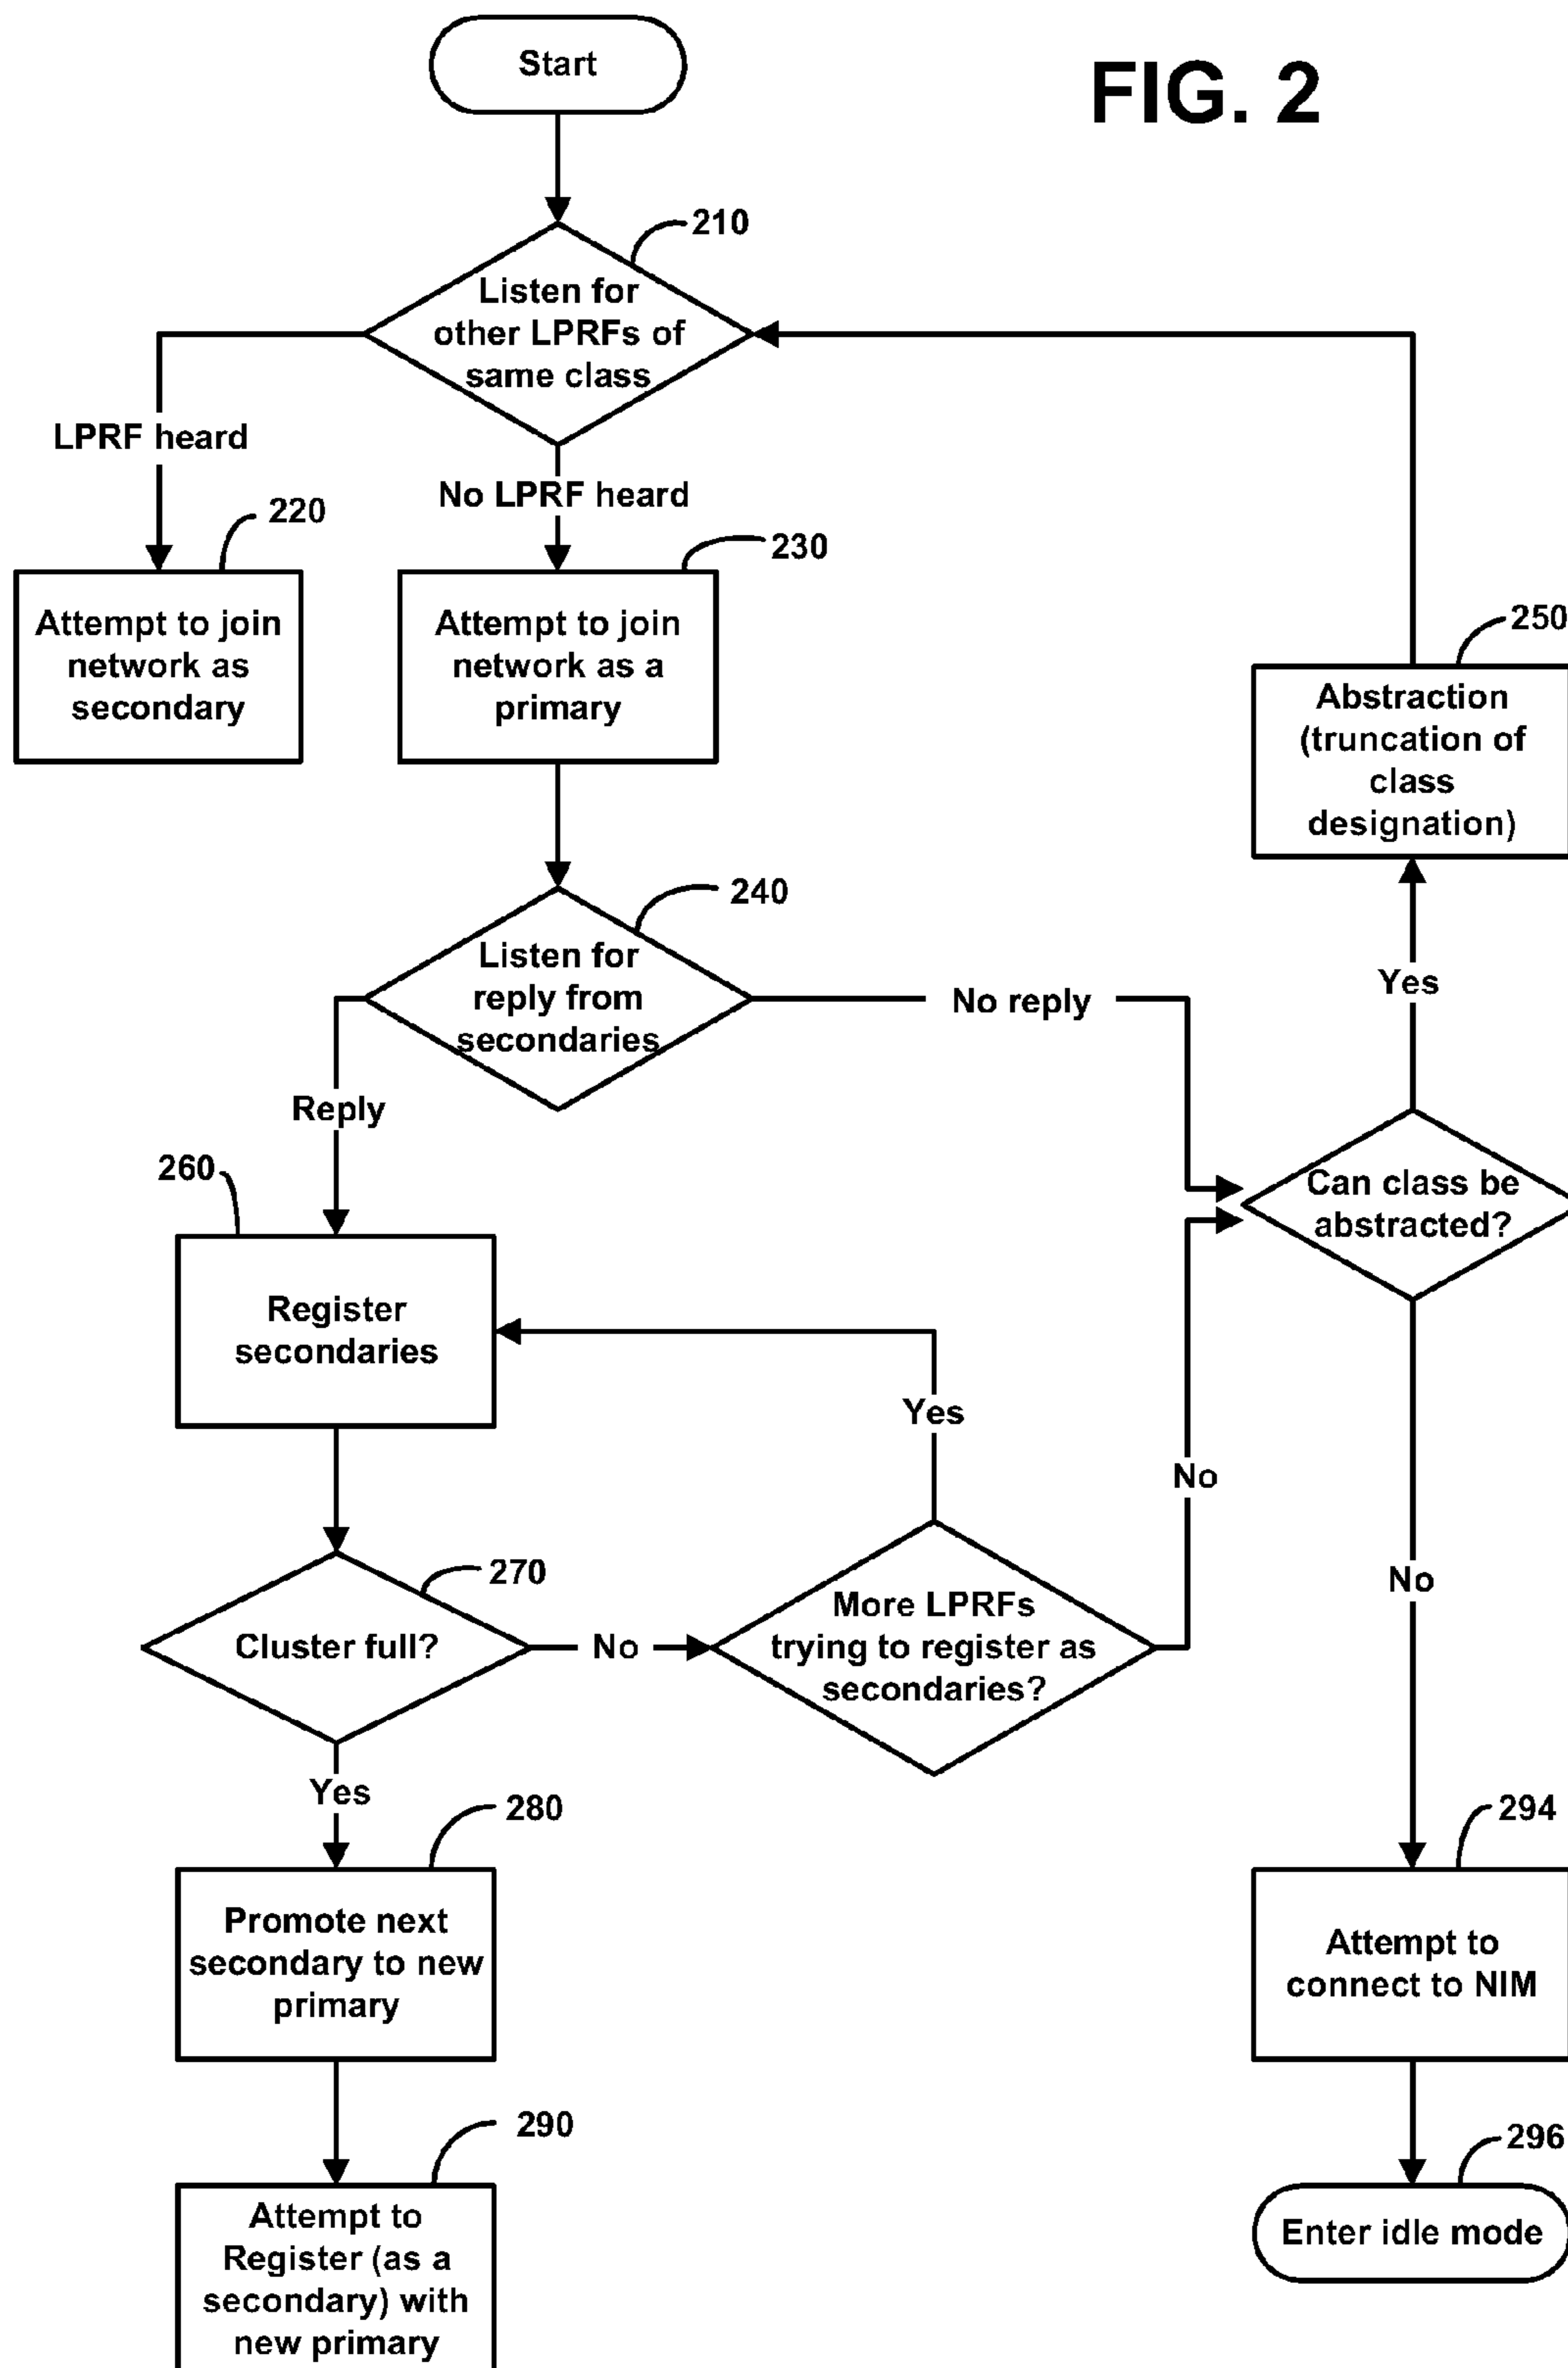 Start
FIG. 2
210
Listen for
other LPRFs of
same class
LPRF heard
No LPRF heard
220
230
Attempt to join
network as
secondary
Attempt to join
network as a
primary
250
Abstraction
(truncation of
class
designation)
240
Listen for
reply from
secondaries
No reply
Yes
Reply
260
Can class be
abstracted?
Register
secondaries
Yes
No
270
Cluster full?
No
More LPRFs
trying to register as
secondaries?
No
Yes
280
294
Promote next
secondary to new
primary
Attempt to
connect to NIM
290
296
Attempt to
Register (as a
secondary) with
new primary
Enter idle mode